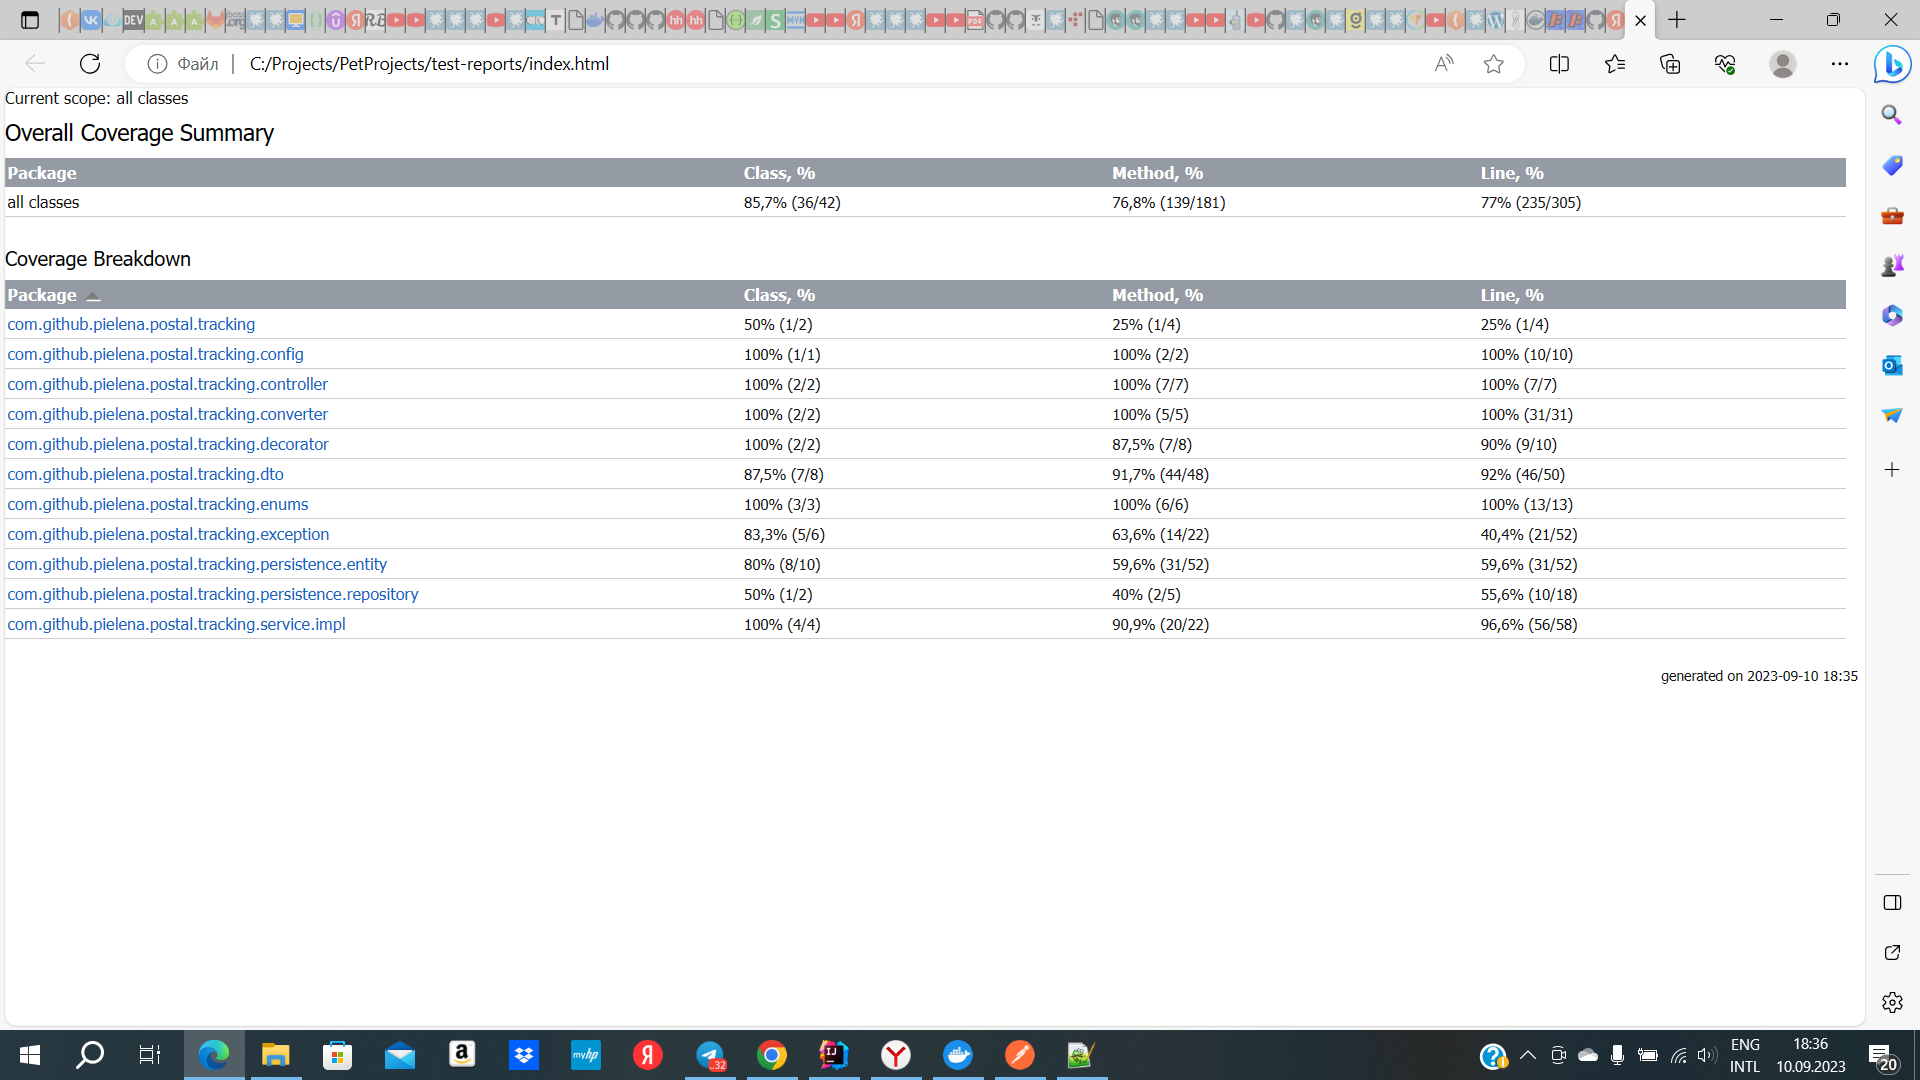 DEV
Файл
C:/Projects/PetProjects/test-reports/index.html
Current scope: all classes
Overall Coverage Summary
Package Class, % Method, % Line, %
all classes 85,7% (36/42) 76,8% (139/181) 77% (235/305)
Coverage Breakdown
Package Class, % Method, % Line, %
com.github.pielena.postal.tracking 50% (1/2) 25% (1/4) 25% (1/4)
com.github.pielena.postal.tracking.config 100% (1/1) 100% (2/2) 100% (10/10)
com.github.pielena.postal.tracking.controller 100% (2/2) 100% (7/7) 100% (7/7)
com.github.pielena.postal.tracking.converter 100% (2/2) 100% (5/5) 100% (31/31)
com.github.pielena.postal.tracking.decorator 100% (2/2) 87,5% (7/8) 90% (9/10)
com.github.pielena.postal.tracking.dto 87,5% (7/8) 91,7% (44/48) 92% (46/50)
com.github.pielena.postal.tracking.enums 100% (3/3) 100% (6/6) 100% (13/13)
com.github.pielena.postal.tracking.exception 83,3% (5/6) 63,6% (14/22) 40,4% (21/52)
com.github.pielena.postal.tracking.persistence.entity 80% (8/10) 59,6% (31/52) 59,6% (31/52)
com.github.pielena.postal.tracking.persistence.repository 50% (1/2) 40% (2/5) 55,6% (10/18)
com.github.pielena.postal.tracking.service.impl 100% (4/4) 90,9% (20/22) 96,6% (56/58)
generated on 2023-09-10 18:35
myhp
..32
ENG
INTL
18:36
10.09.2023
20